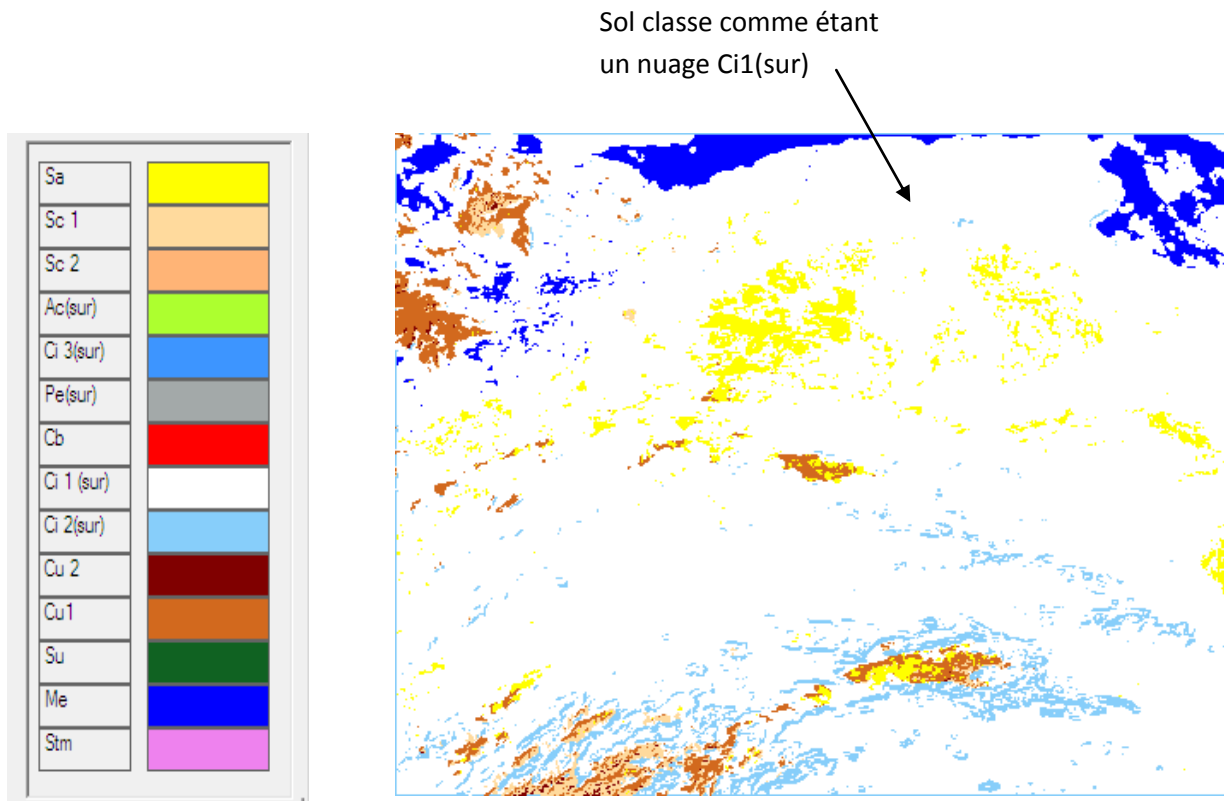 Sol classe comme étant
un nuage Ci1(sur)
Sa
Sc 1
Sc 2
Ac(sur)
Ci 3(sur)
Pe(sur)
Cb
Ci 1 (sur)
Ci 2(sur)
Cu 2
Cu1
Su
Me
Stm